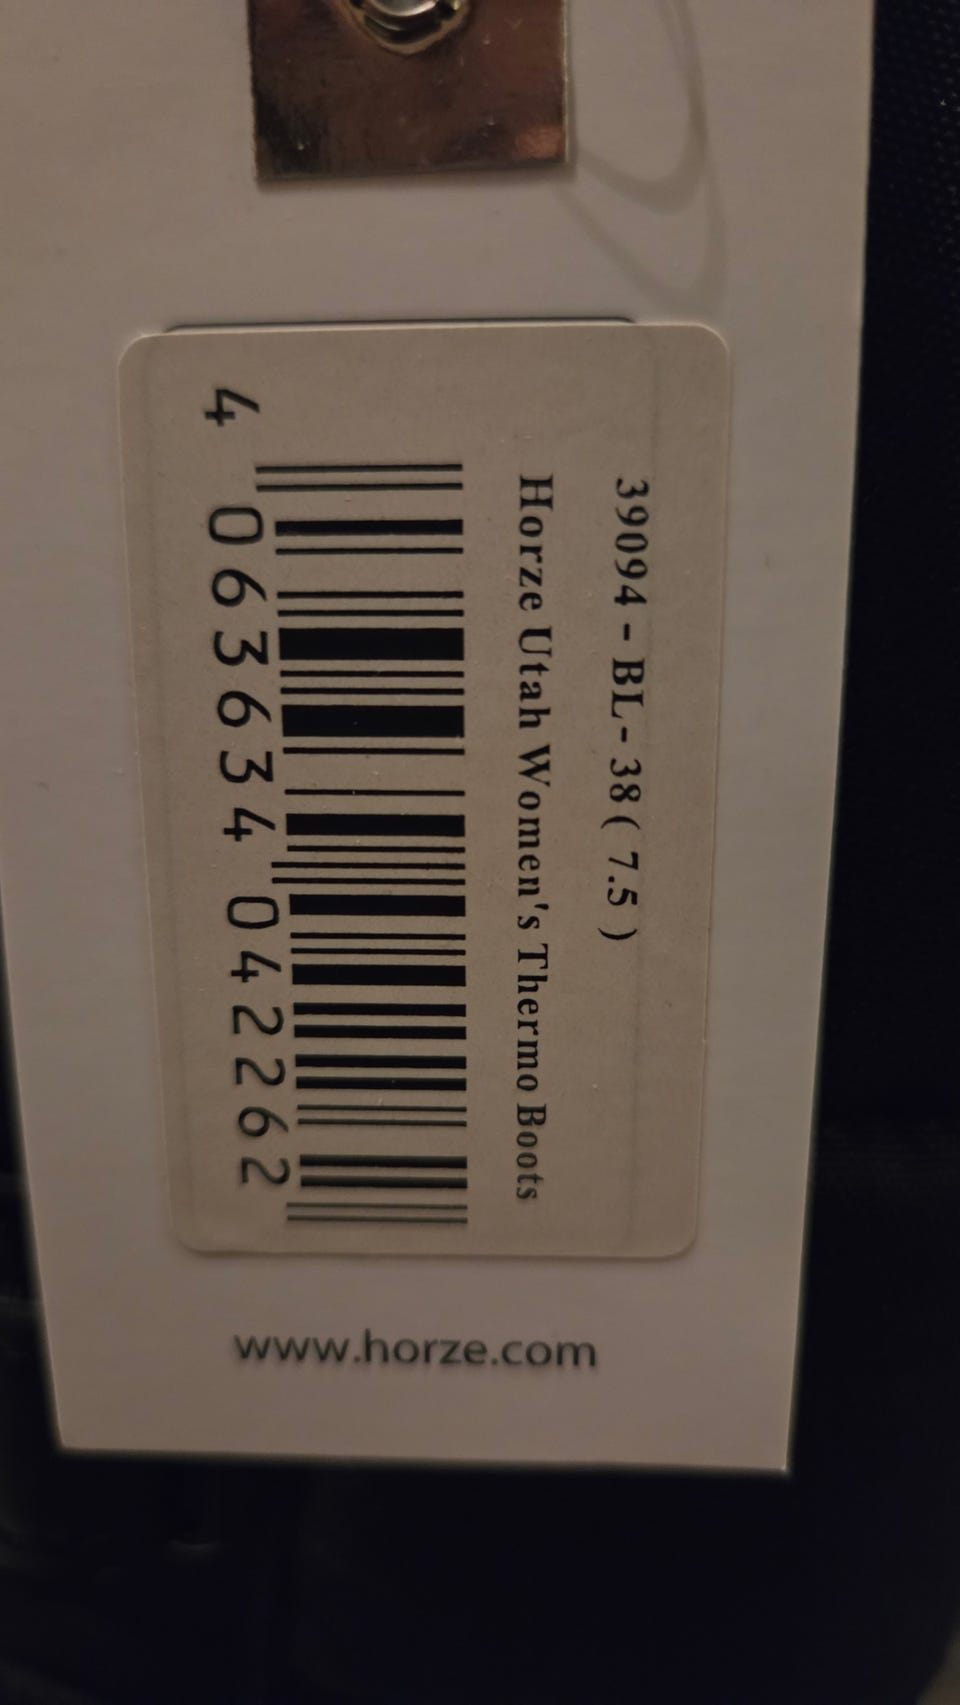 39094 - BL- 38 ( 7.5 )
Horze Utah Women's Thermo Boots
4 063634 042262
www.horze.com